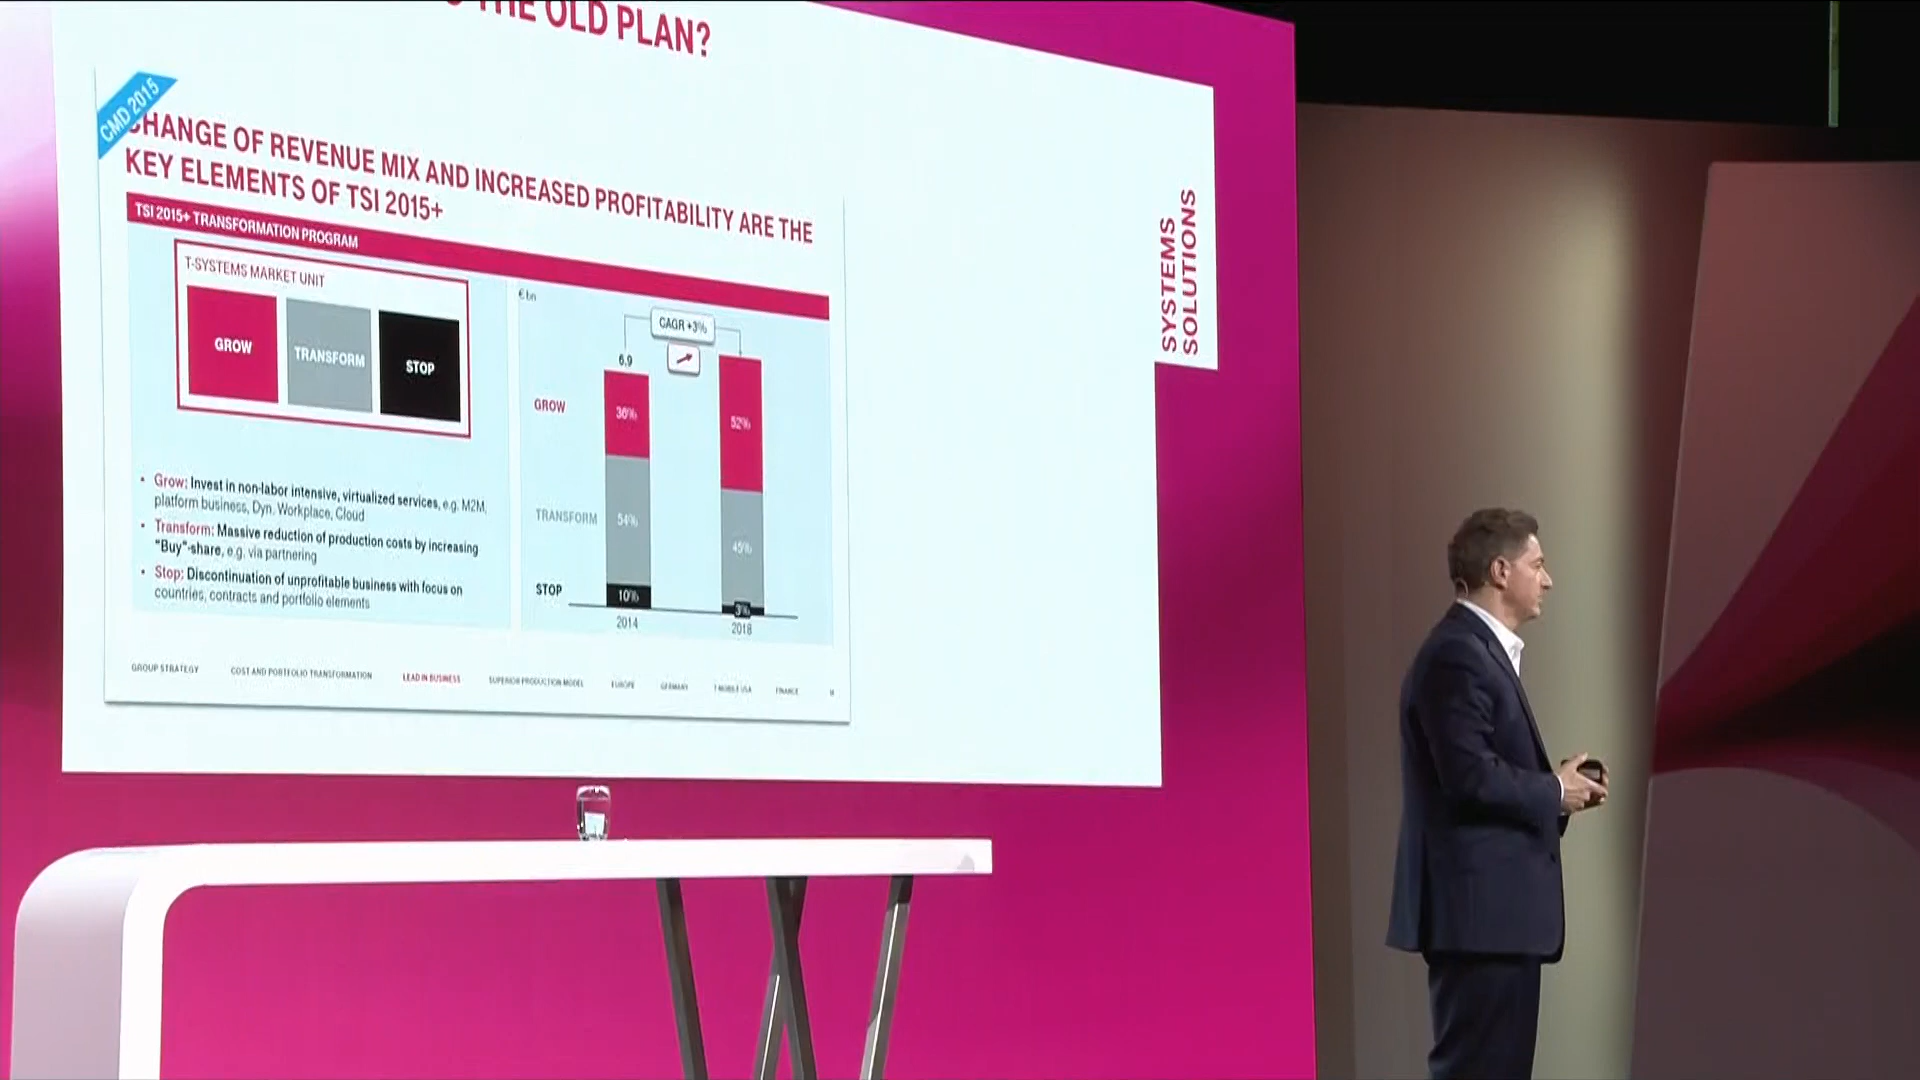 THE OLD PLAN?
CMD 2015
CHANGE OF REVENUE MIX AND INCREASED PROFITABILITY ARE THE
KEY ELEMENTS OF TSI 2015+
TSI 2015+ TRANSFORMATION PROGRAM
T-SYSTEMS MARKET UNIT
GROW
TRANSFORM
STOP
• Grow: Invest in non-labor intensive, virtualized services, e.g. M2M,
platform business, Dyn. Workplace, Cloud
• Transform: Massive reduction of production costs by increasing
"Buy"-share, e.g. via partnering
• Stop: Discontinuation of unprofitable business with focus on
countries, contracts and portfolio elements
€ bn
CAGR +3%
6.9
GROW
36%
52%
TRANSFORM
54%
45%
STOP
10%
3%
2014
2018
GROUP STRATEGY
COST AND PORTFOLIO TRANSFORMATION
LEAD IN BUSINESS
SUPERIOR PRODUCTION MODEL
EUROPE
GERMANY
T-MOBILE USA
FINANCE
SYSTEMS
SOLUTIONS